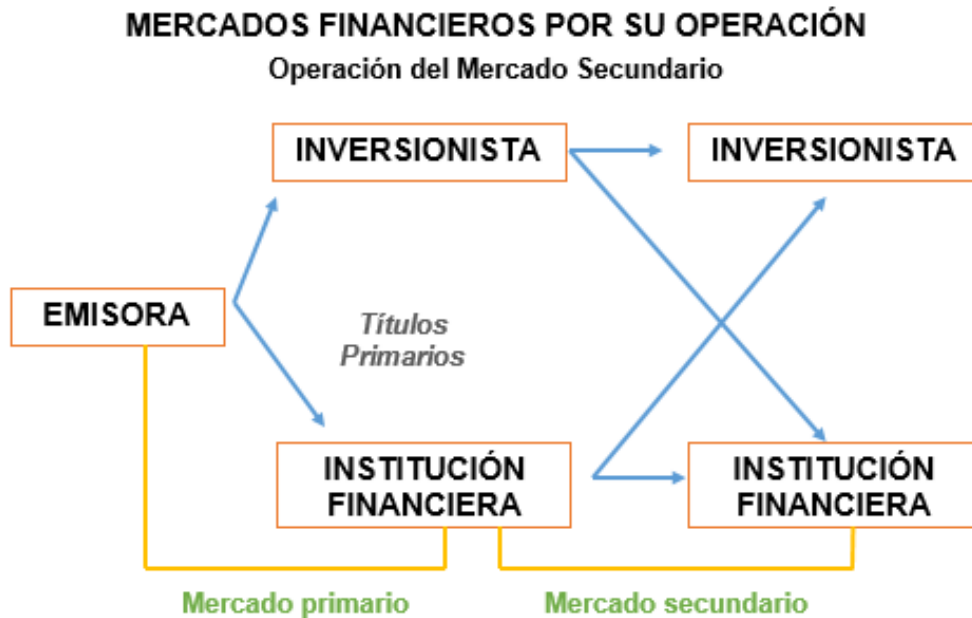 MERCADOS FINANCIEROS POR SU OPERACIÓN
Operación del Mercado Secundario
INVERSIONISTA
INVERSIONISTA
EMISORA
Títulos
Primarios
INSTITUCIÓN
FINANCIERA
INSTITUCIÓN
FINANCIERA
Mercado primario
Mercado secundario